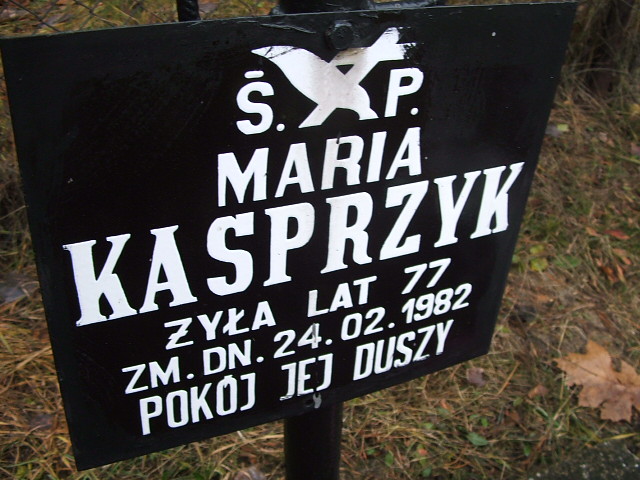 Ś. P.
MARIA
KASPRZYK
ŻYŁA LAT 77
ZM. DN. 24.02.1982
POKÓJ JEJ DUSZY